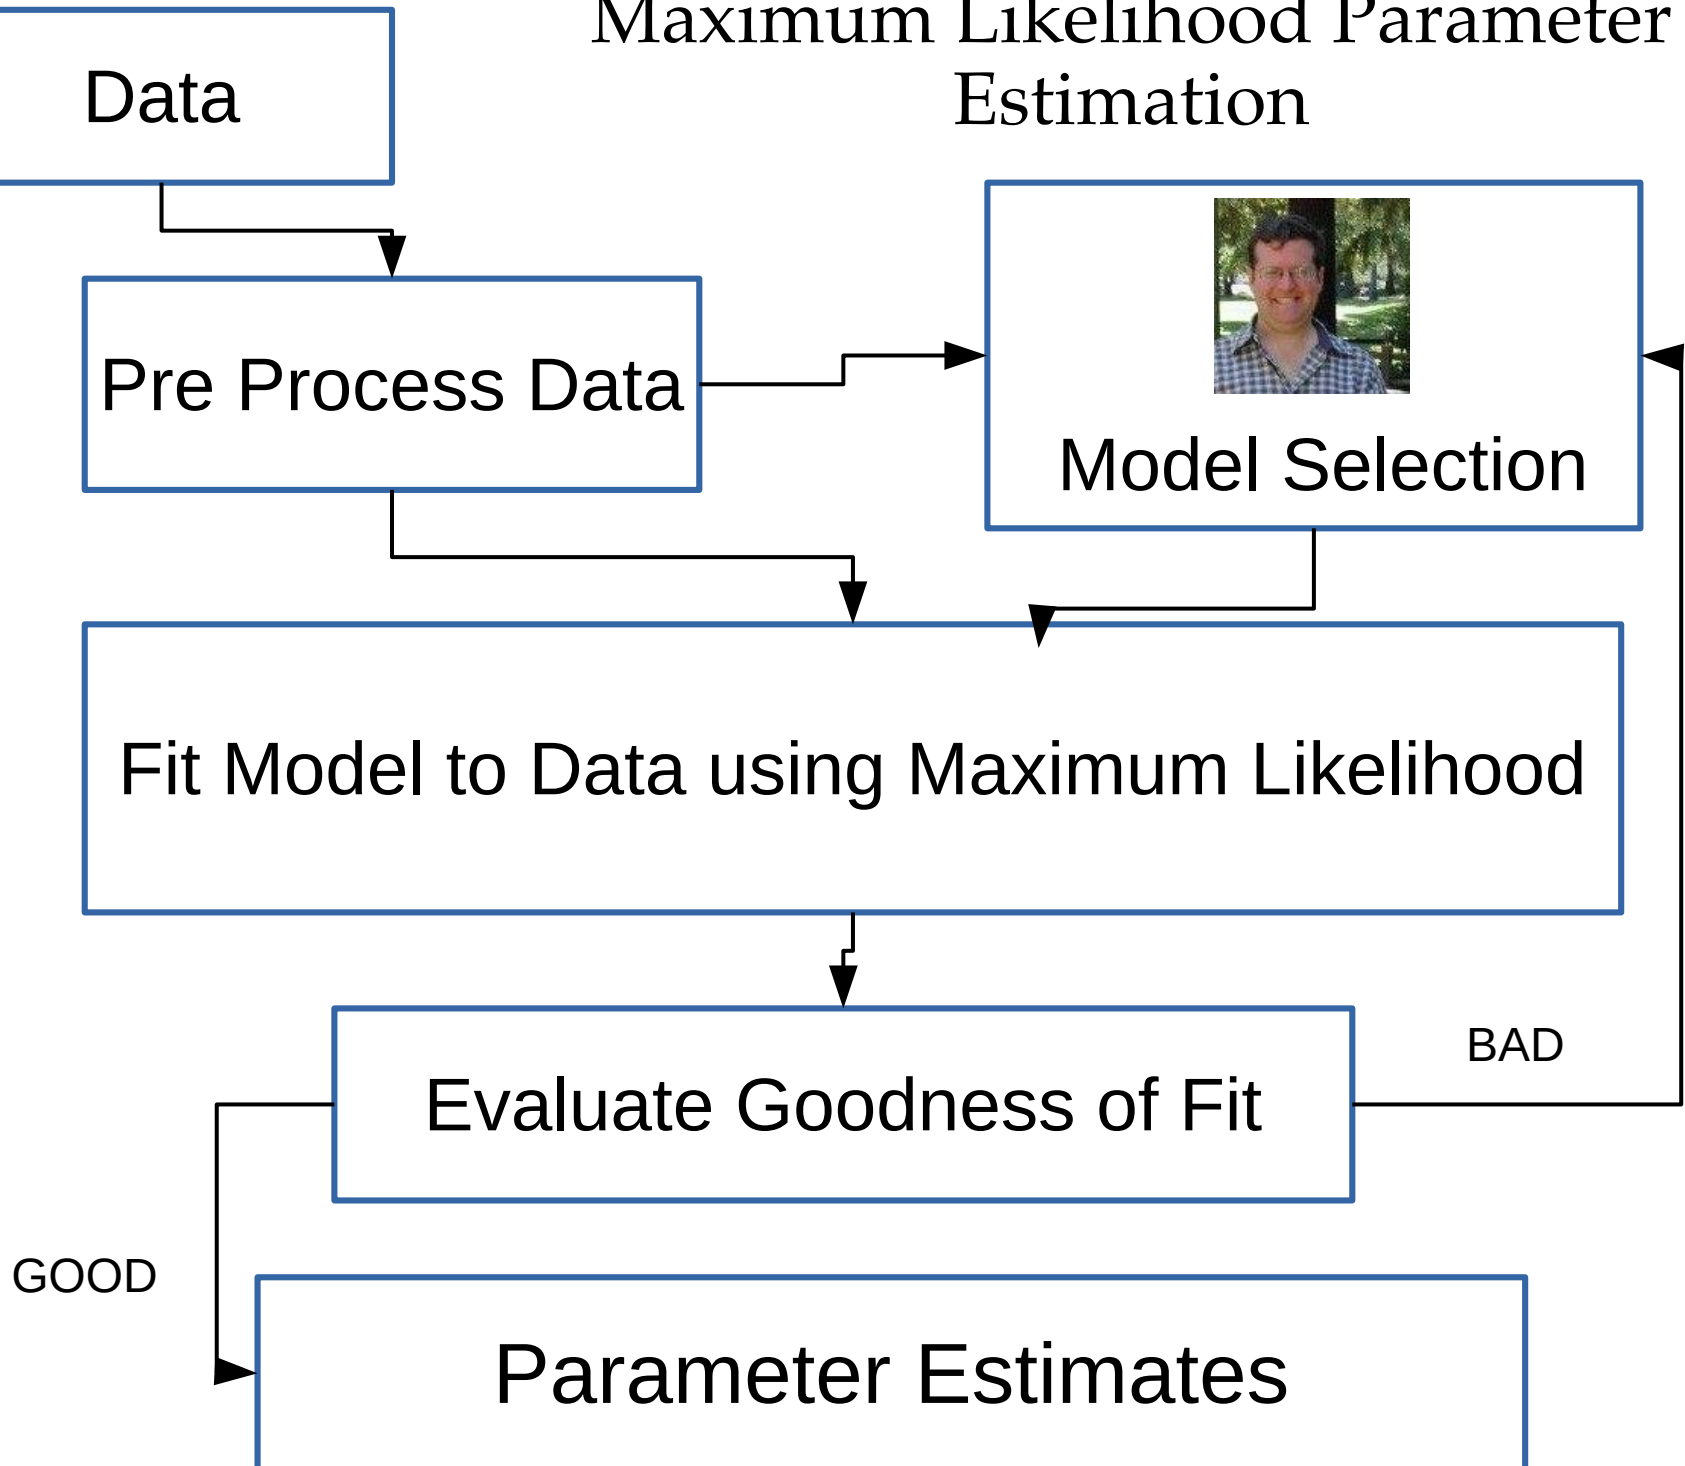 Maximum Likelihood Parameter
Estimation
Data
Pre Process Data
Model Selection
Fit Model to Data using Maximum Likelihood
Evaluate Goodness of Fit
BAD
GOOD
Parameter Estimates